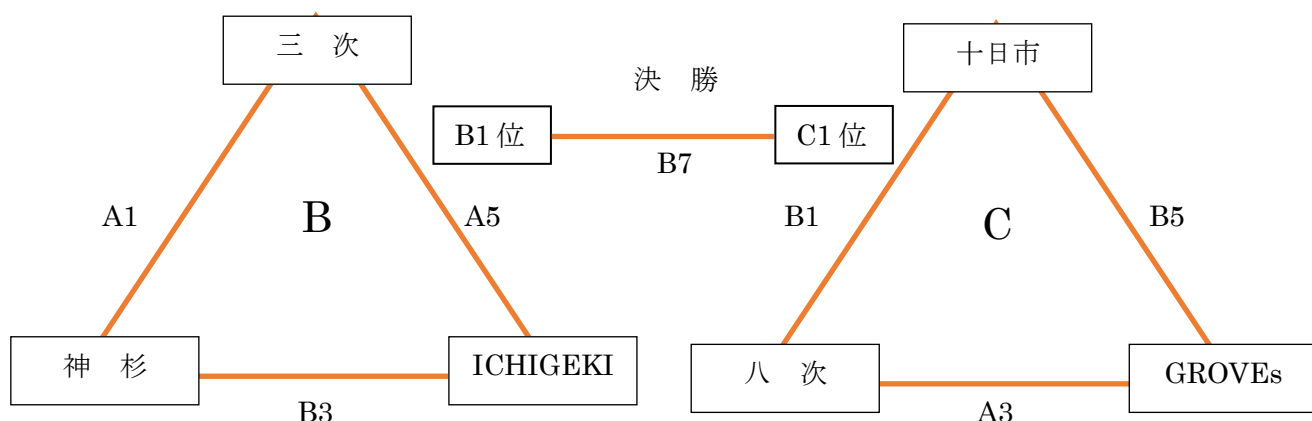 三 次
十日市
決 勝
B1位
C1位
B7
A1
B
A5
B1
C
B5
神 杉
ICHIGEKI
八 次
GROVEs
B3
A3